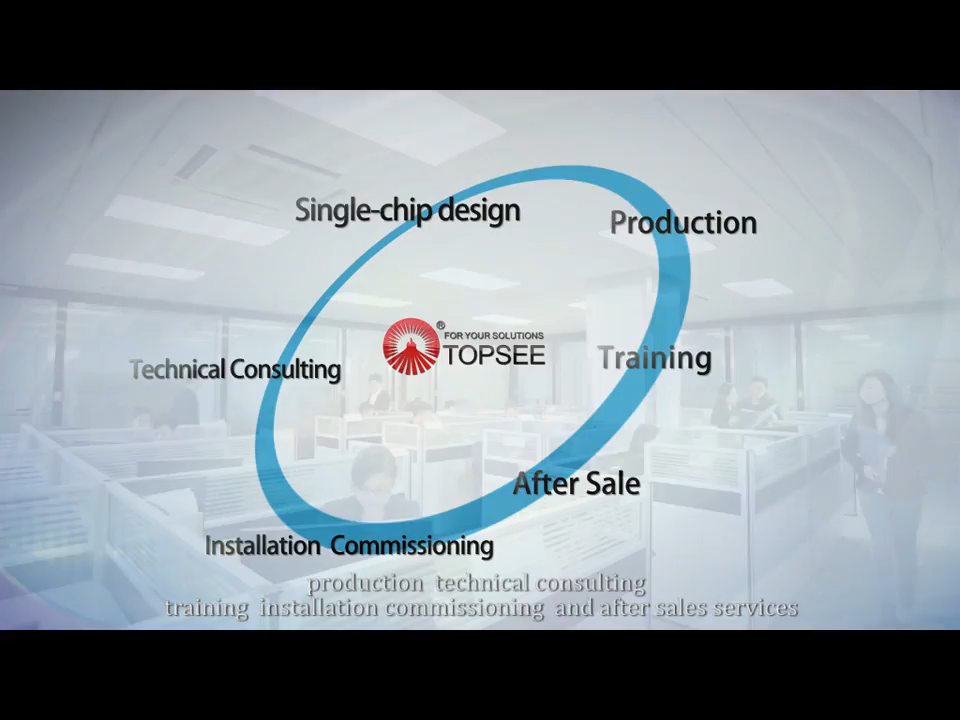 Single-chip design
Production
®
FOR YOUR SOLUTIONS
TOPSEE
Training
Technical Consulting
After Sale
Installation Commissioning
production technical consulting
training installation commissioning and after sales services